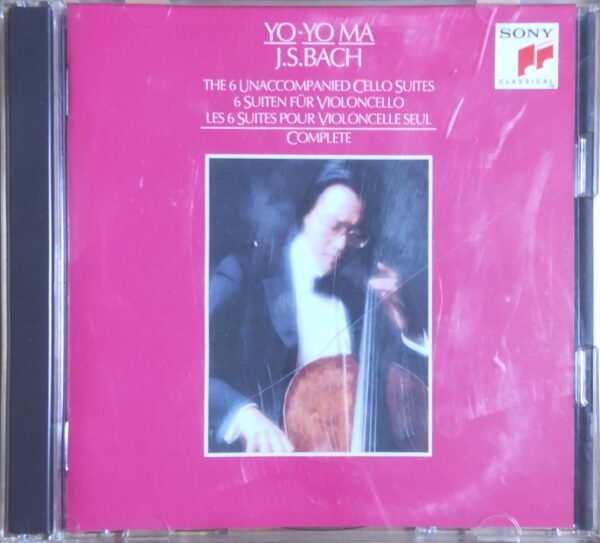 YO-YO MA
J.S.BACH
THE 6 UNACCOMPANIED CELLO SUITES
6 SUITEN FÜR VIOLONCELLO
LES 6 SUITES POUR VIOLONCELLE SEUL
COMPLETE
SONY
CLASSICAL